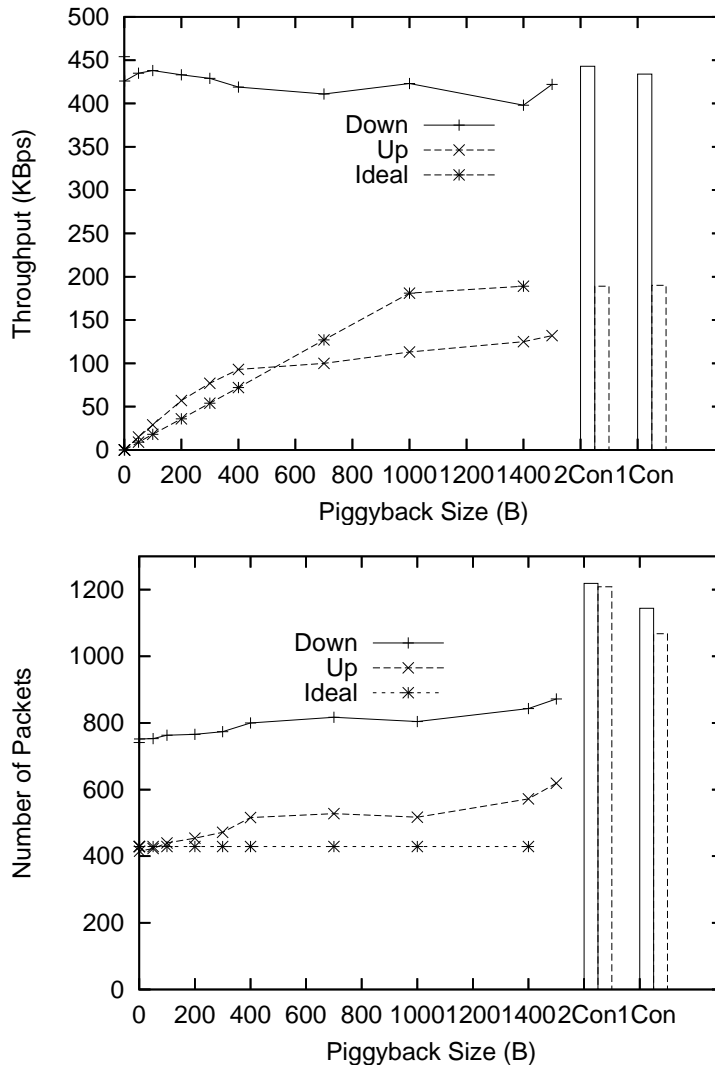 500
450
400
350
300
250
200
150
100
50
0
Throughput (KBps)
Down
Up
Ideal
0 200 400 600 800 1000 1200 1400 2Con 1Con
Piggyback Size (B)
1200
1000
800
600
400
200
0
Number of Packets
Down
Up
Ideal
0 200 400 600 800 1000 1200 1400 2Con 1Con
Piggyback Size (B)